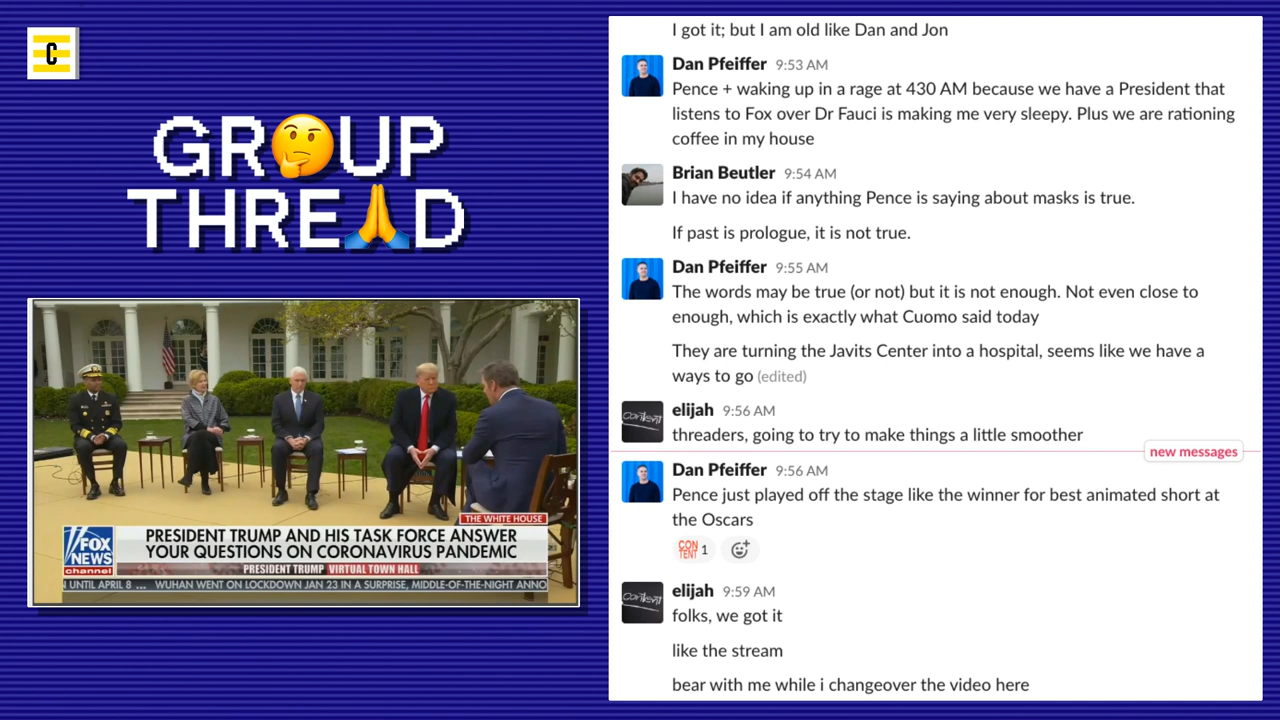 C
GR🤔UP
THRE🙏D
THE WHITE HOUSE
FOX
NEWS
channel
PRESIDENT TRUMP AND HIS TASK FORCE ANSWER
YOUR QUESTIONS ON CORONAVIRUS PANDEMIC
PRESIDENT TRUMP VIRTUAL TOWN HALL
N UNTIL APRIL 8 ... WUHAN WENT ON LOCKDOWN JAN 23 IN A SURPRISE, MIDDLE-OF-THE-NIGHT ANNO
I got it; but I am old like Dan and Jon
Dan Pfeiffer 9:53 AM
Pence + waking up in a rage at 430 AM because we have a President that
listens to Fox over Dr Fauci is making me very sleepy. Plus we are rationing
coffee in my house
Brian Beutler 9:54 AM
I have no idea if anything Pence is saying about masks is true.
If past is prologue, it is not true.
Dan Pfeiffer 9:55 AM
The words may be true (or not) but it is not enough. Not even close to
enough, which is exactly what Cuomo said today
They are turning the Javits Center into a hospital, seems like we have a
ways to go (edited)
elijah 9:56 AM
content
threaders, going to try to make things a little smoother
new messages
Dan Pfeiffer 9:56 AM
Pence just played off the stage like the winner for best animated short at
the Oscars
CON
TENT 1
elijah 9:59 AM
content
folks, we got it
like the stream
bear with me while i changeover the video here